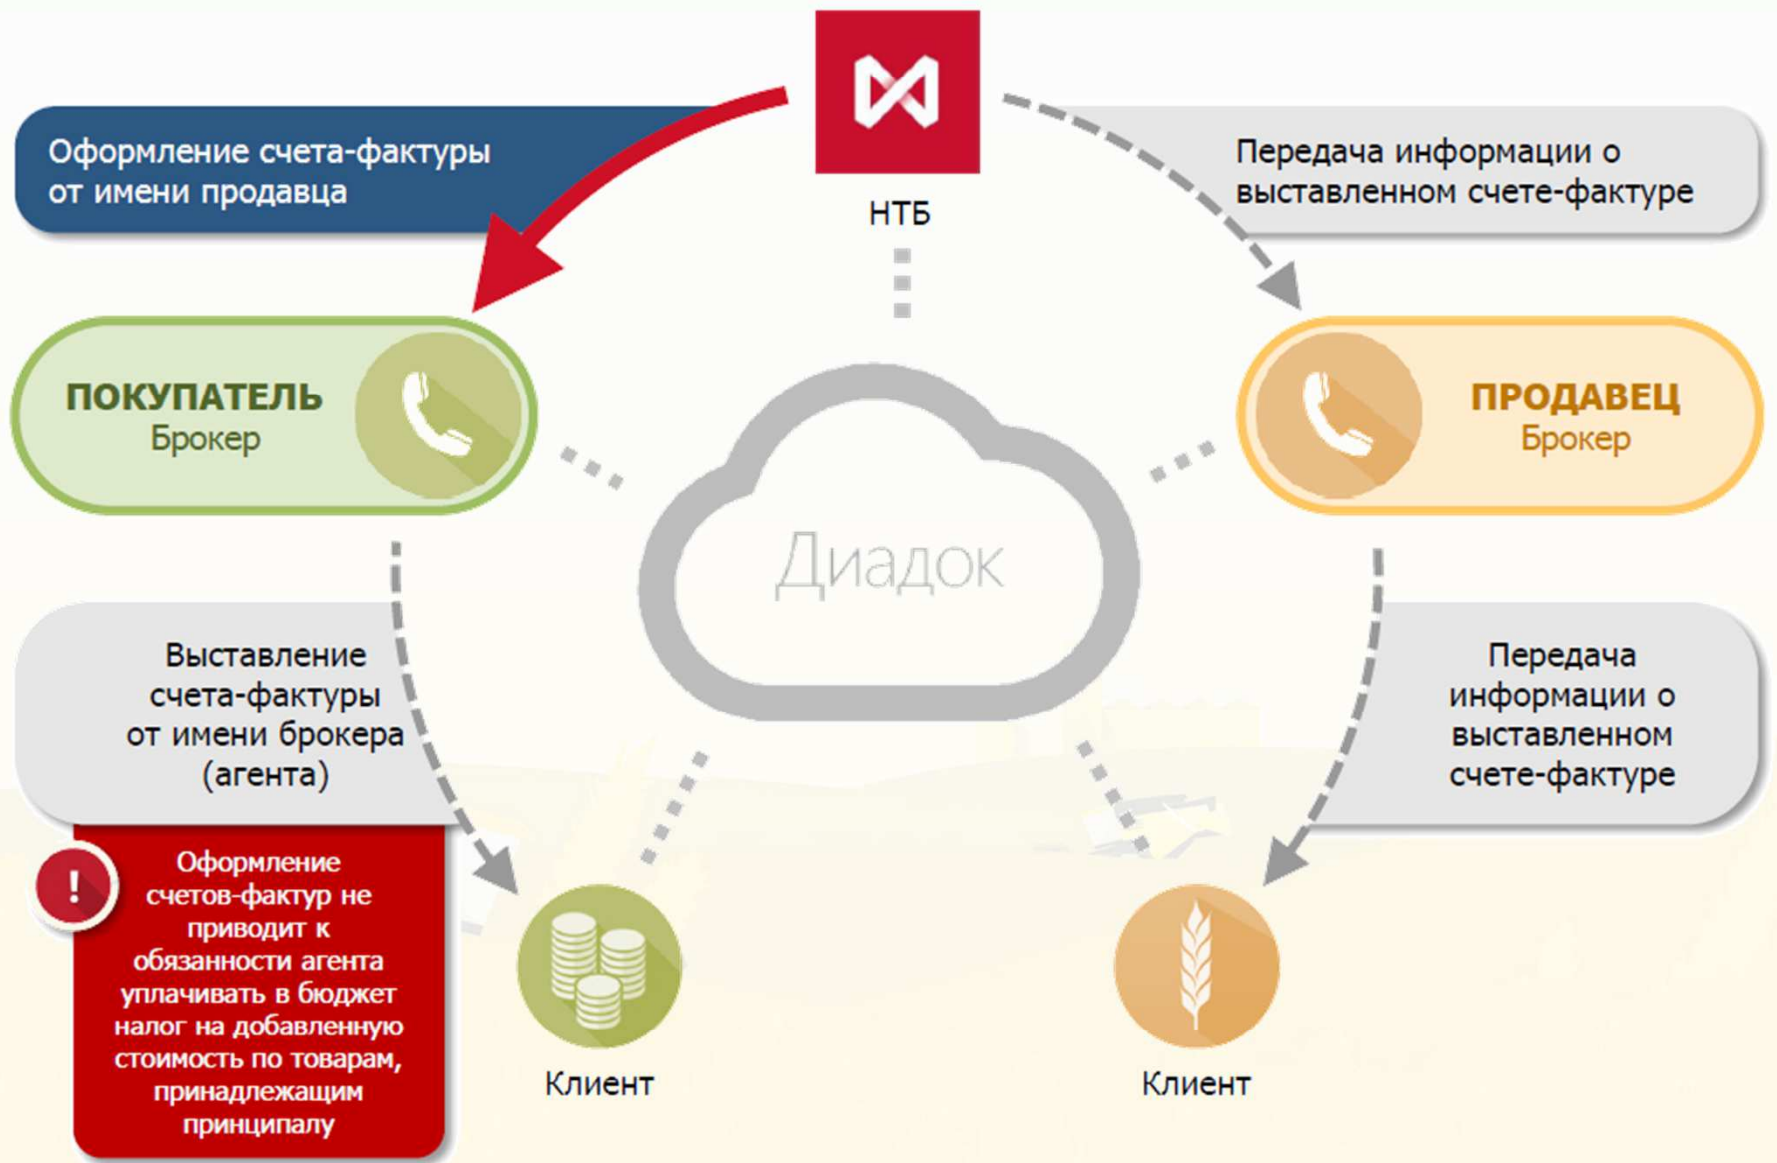 Оформление счета-фактуры
от имени продавца
НТБ
Передача информации о
выставленном счете-фактуре
ПОКУПАТЕЛЬ
Брокер
ПРОДАВЕЦ
Брокер
Диадок
Выставление
счета-фактуры
от имени брокера
(агента)
Передача
информации о
выставленном
счете-фактуре
!
Оформление
счетов-фактур не
приводит к
обязанности агента
уплачивать в бюджет
налог на добавленную
стоимость по товарам,
принадлежащим
принципалу
Клиент
Клиент